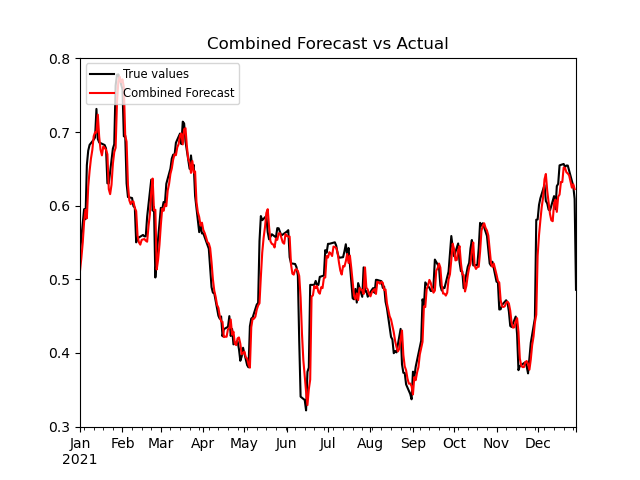 Combined Forecast vs Actual
True values
Combined Forecast
0.8
0.7
0.6
0.5
0.4
0.3
Jan Feb Mar Apr May Jun Jul Aug Sep Oct Nov Dec
2021